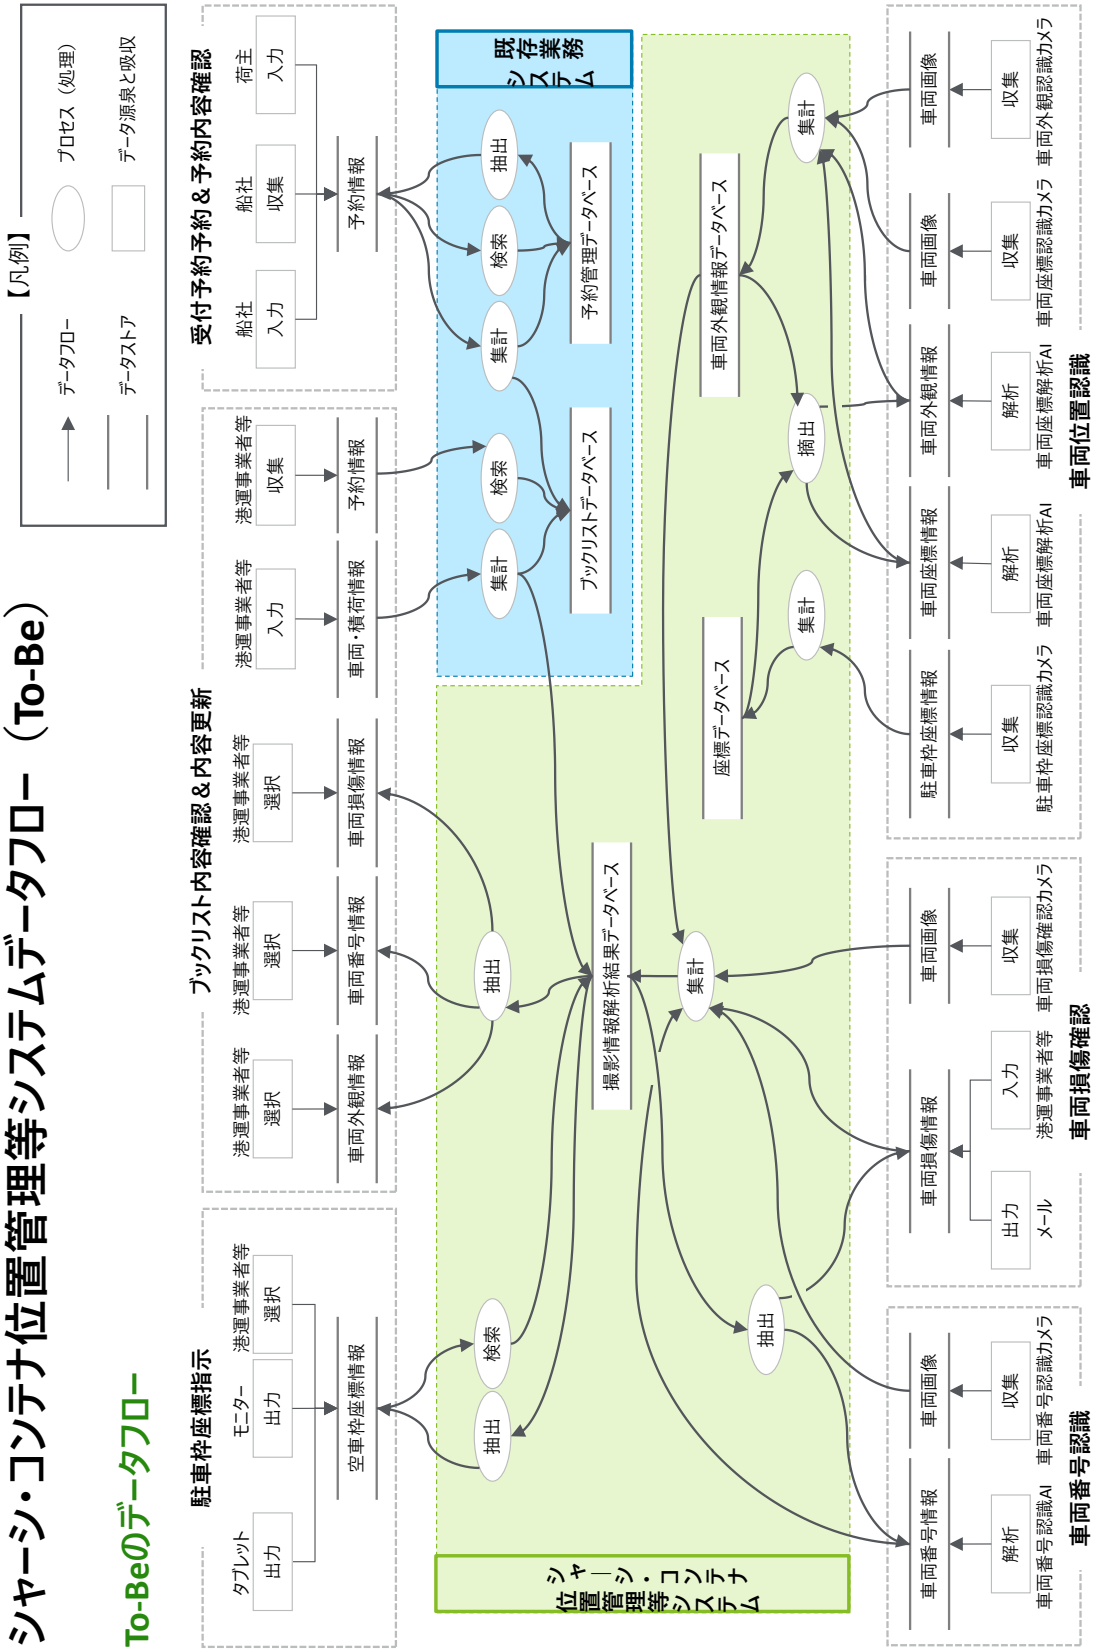 シャーシ・コンテナ位置管理等システムデータフロー（To-Be）
To-Beのデータフロー
【凡例】
データフロー
プロセス（処理）
データストア
データ源泉と吸収
駐車枠座標指示
タブレット
出力
モニター
出力
港運事業者等
選択
空車枠座標情報
ブックリスト内容確認＆内容更新
港運事業者等
選択
車両外観情報
港運事業者等
選択
車両番号情報
港運事業者等
選択
車両損傷情報
港運事業者等
入力
車両・積荷情報
港運事業者等
収集
予約情報
受付予約予約＆予約内容確認
船社
入力
船社
収集
荷主
入力
予約情報
シャーシ・コンテナ
位置管理等システム
抽出
検索
抽出
抽出
撮影情報解析結果データベース
集計
座標データベース
集計
摘出
車両外観情報データベース
集計
既存業務
システム
集計
検索
ブックリストデータベース
集計
検索
抽出
予約管理データベース
車両番号情報
解析
車両番号認識AI
車両画像
収集
車両番号認識カメラ
車両番号認識
車両損傷情報
出力
メール
入力
港運事業者等
車両画像
収集
車両損傷確認カメラ
車両損傷確認
駐車枠座標情報
収集
駐車枠座標認識カメラ
車両座標情報
解析
車両座標解析AI
車両外観情報
解析
車両座標解析AI
車両画像
収集
車両座標認識カメラ
車両画像
収集
車両外観認識カメラ
車両位置認識